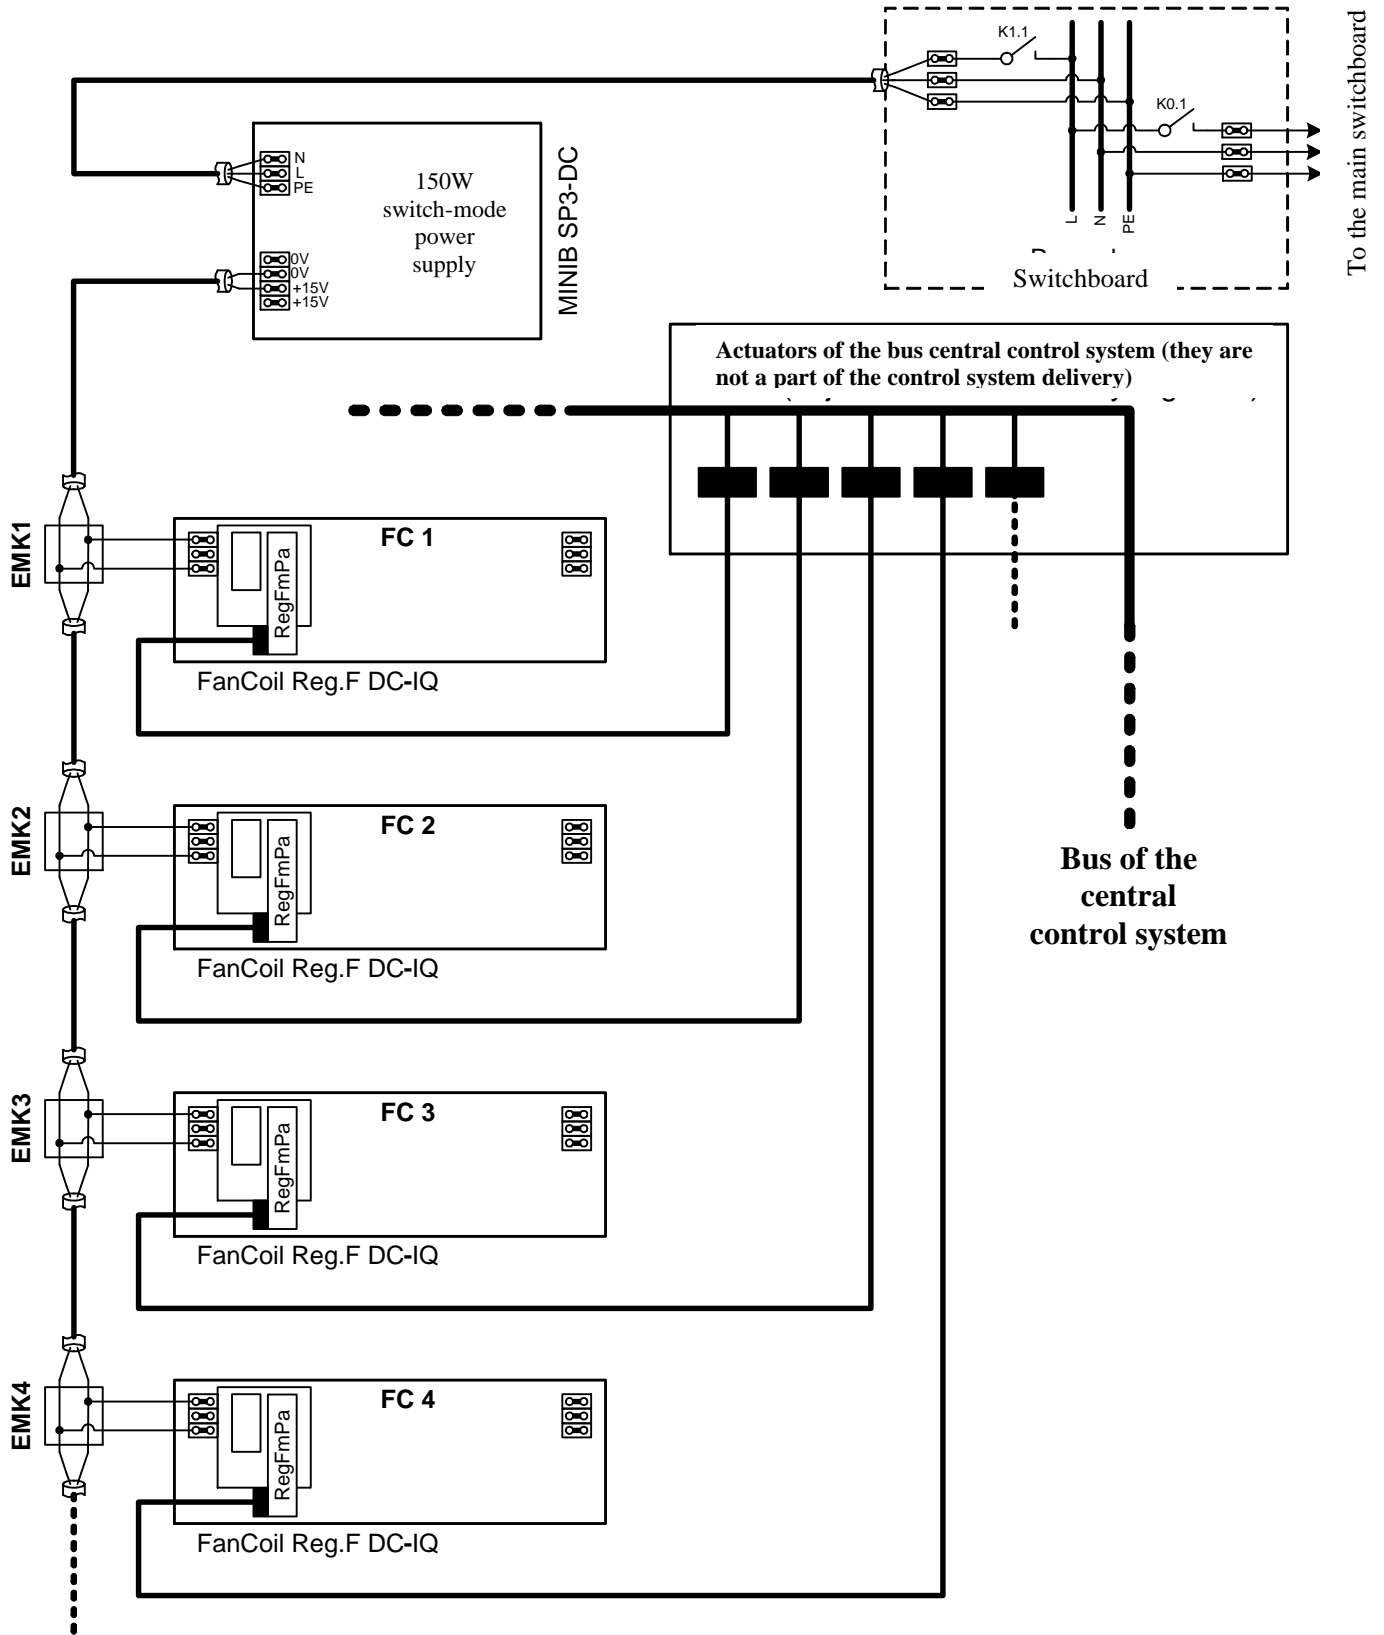 K1.1
K0.1
L
N
PE
Switchboard
To the main switchboard
N
L
PE
150W
switch-mode
power
supply
0V
0V
+15V
+15V
MINIB SP3-DC
Actuators of the bus central control system (they are
not a part of the control system delivery)
EMK1
FC 1
RegFmPa
FanCoil Reg.F DC-IQ
EMK2
FC 2
RegFmPa
FanCoil Reg.F DC-IQ
Bus of the
central
control system
EMK3
FC 3
RegFmPa
FanCoil Reg.F DC-IQ
EMK4
FC 4
RegFmPa
FanCoil Reg.F DC-IQ